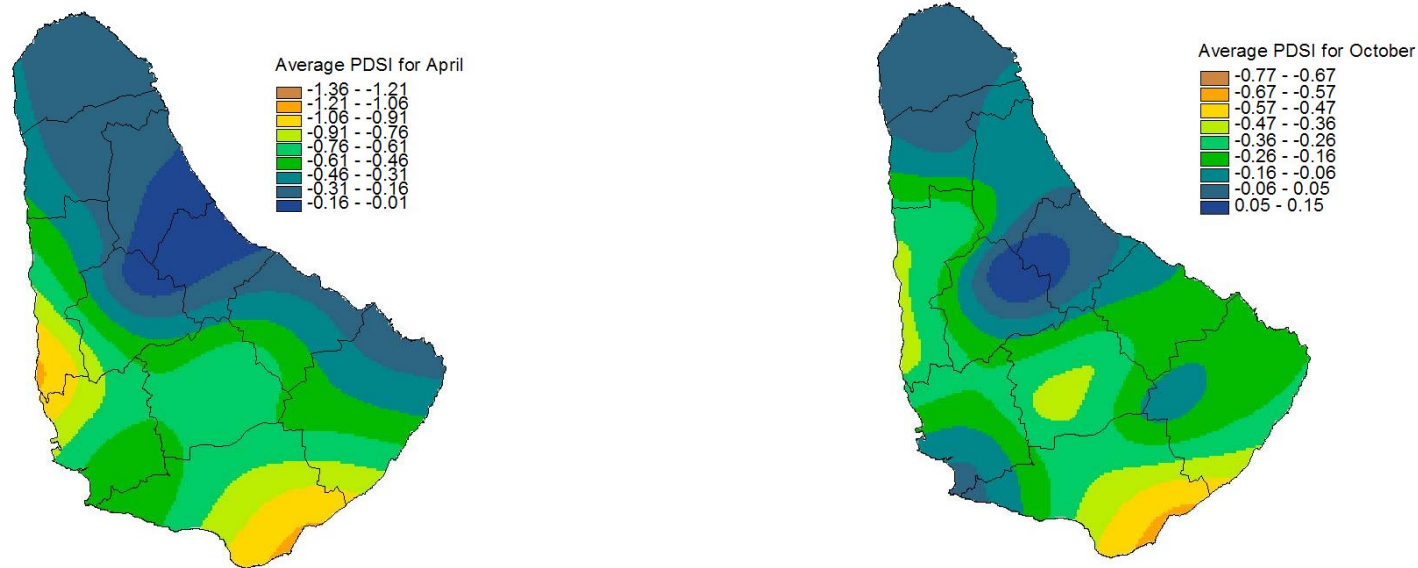 Average PDSI for April
-1.36 - -1.21
-1.21 - -1.06
-1.06 - -0.91
-0.91 - -0.76
-0.76 - -0.61
-0.61 - -0.46
-0.46 - -0.31
-0.31 - -0.16
-0.16 - -0.01
Average PDSI for October
-0.77 - -0.67
-0.67 - -0.57
-0.57 - -0.47
-0.47 - -0.36
-0.36 - -0.26
-0.26 - -0.16
-0.16 - -0.06
-0.06 - 0.05
0.05 - 0.15